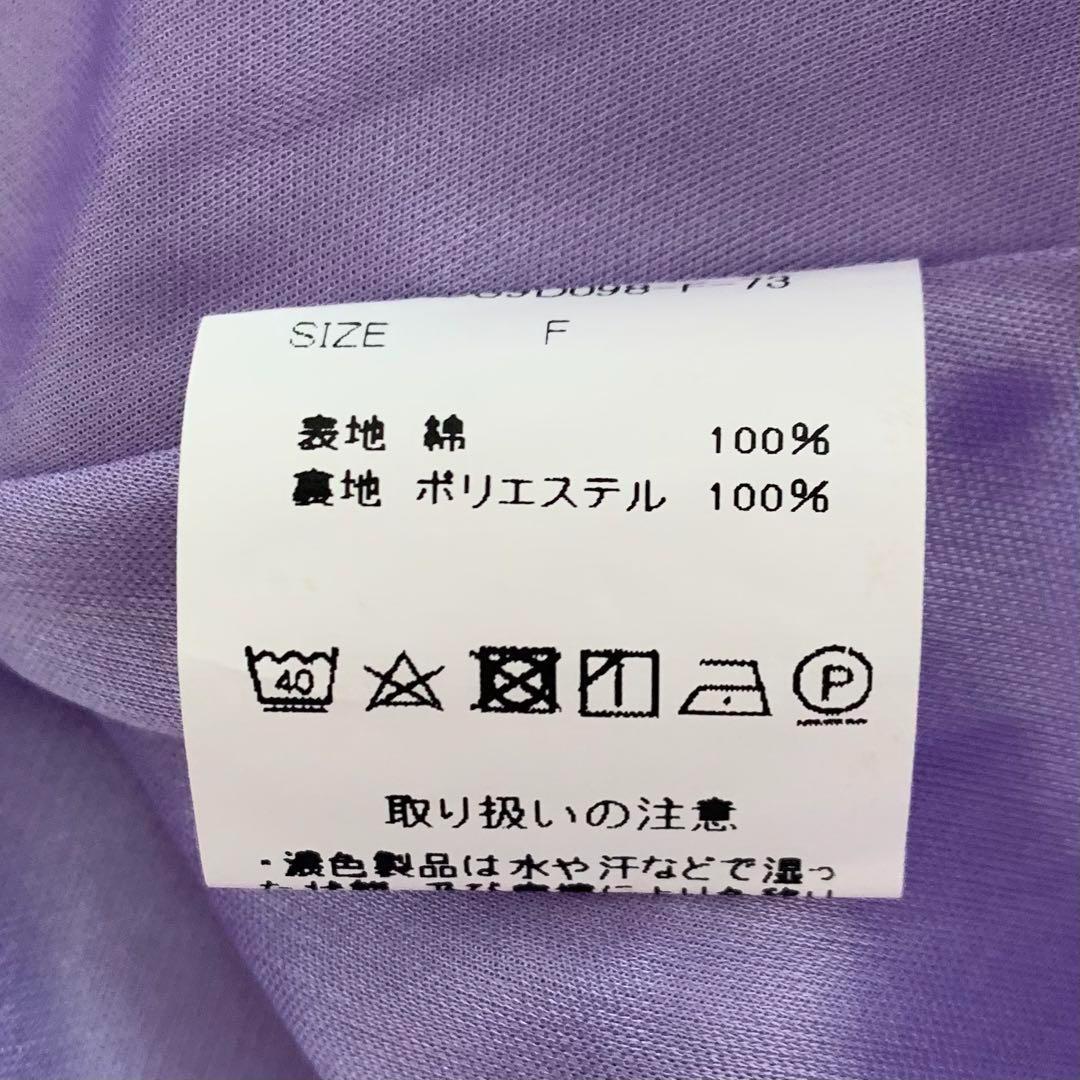 SIZE F
表地 綿 100%
裏地 ポリエステル 100%
40
P
取り扱いの注意
・濃色製品は水や汗などで湿っ